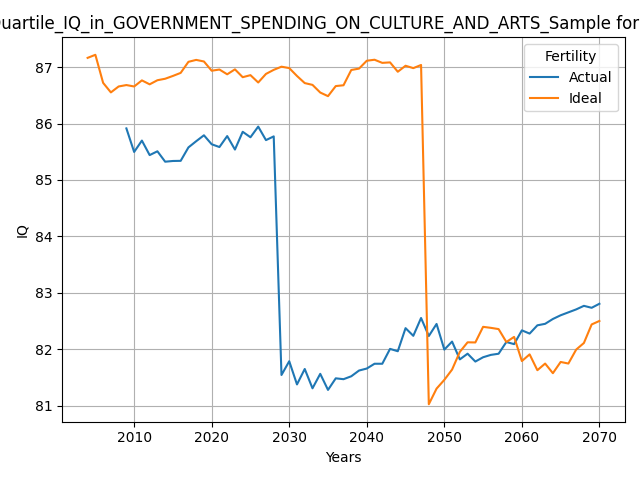 uartile_IQ_in_GOVERNMENT_SPENDING_ON_CULTURE_AND_ARTS_Sample for
Fertility
Actual
Ideal
87
86
85
84
83
82
81
IQ
2010 2020 2030 2040 2050 2060 2070
Years